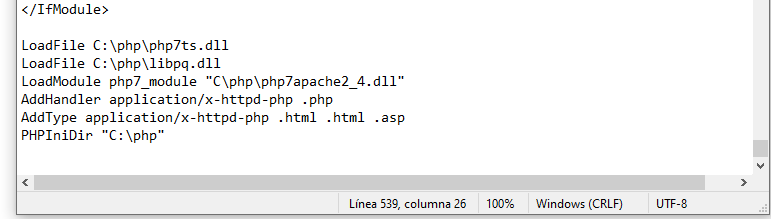 </IfModule>
LoadFile C:\php\php7ts.dll
LoadFile C:\php\libpq.dll
LoadModule php7_module "C\php\php7apache2_4.dll"
AddHandler application/x-httpd-php .php
AddType application/x-httpd-php .html .html .asp
PHPIniDir "C:\php"
Línea 539, columna 26 100% Windows (CRLF) UTF-8